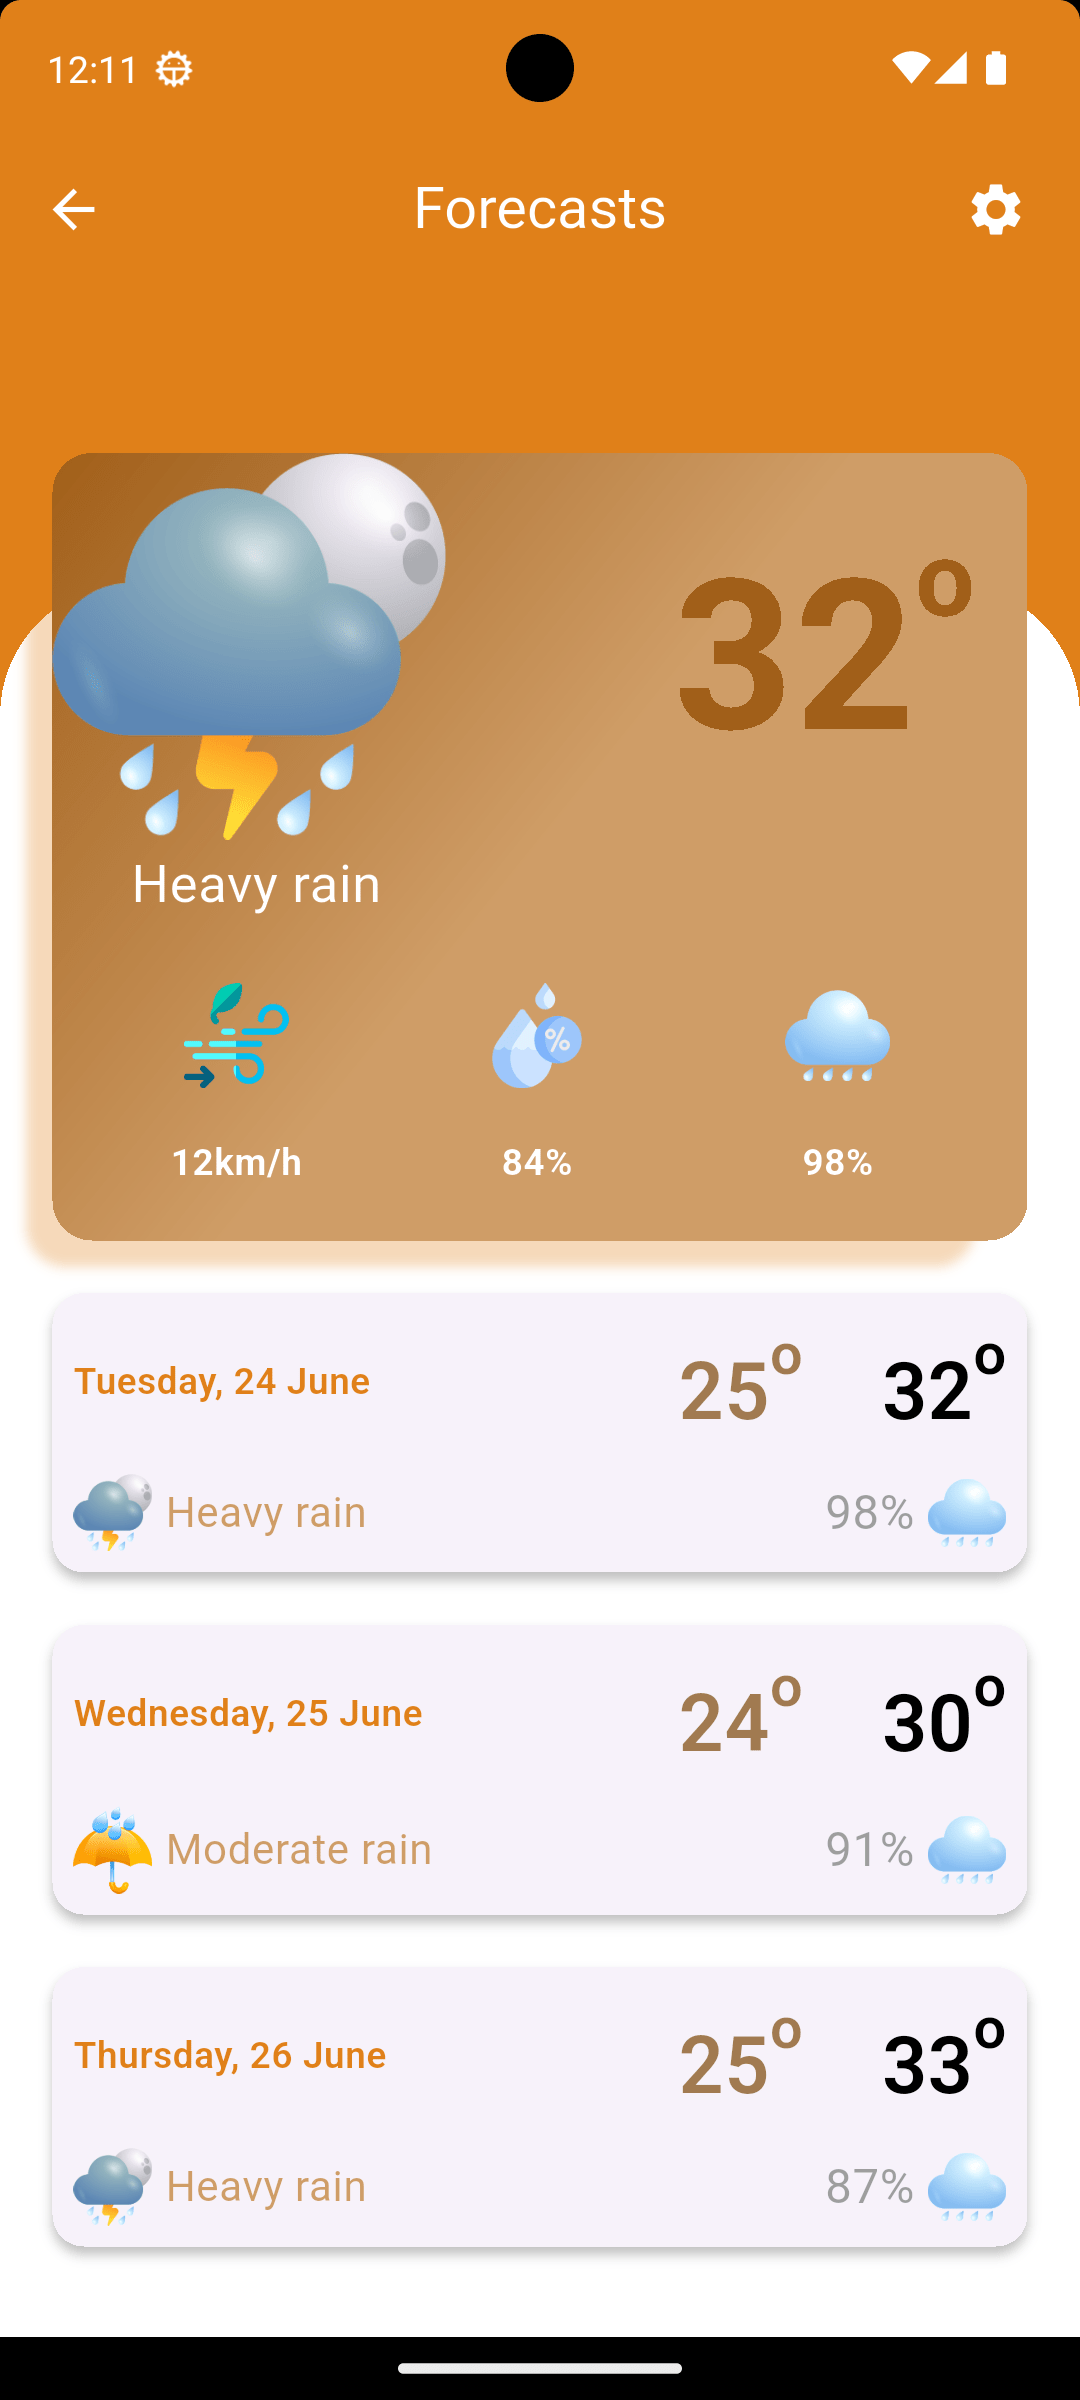 12:11
Forecasts
32°
Heavy rain
12km/h 84% 98%
Tuesday, 24 June 25° 32°
Heavy rain 98%
Wednesday, 25 June 24° 30°
Moderate rain 91%
Thursday, 26 June 25° 33°
Heavy rain 87%